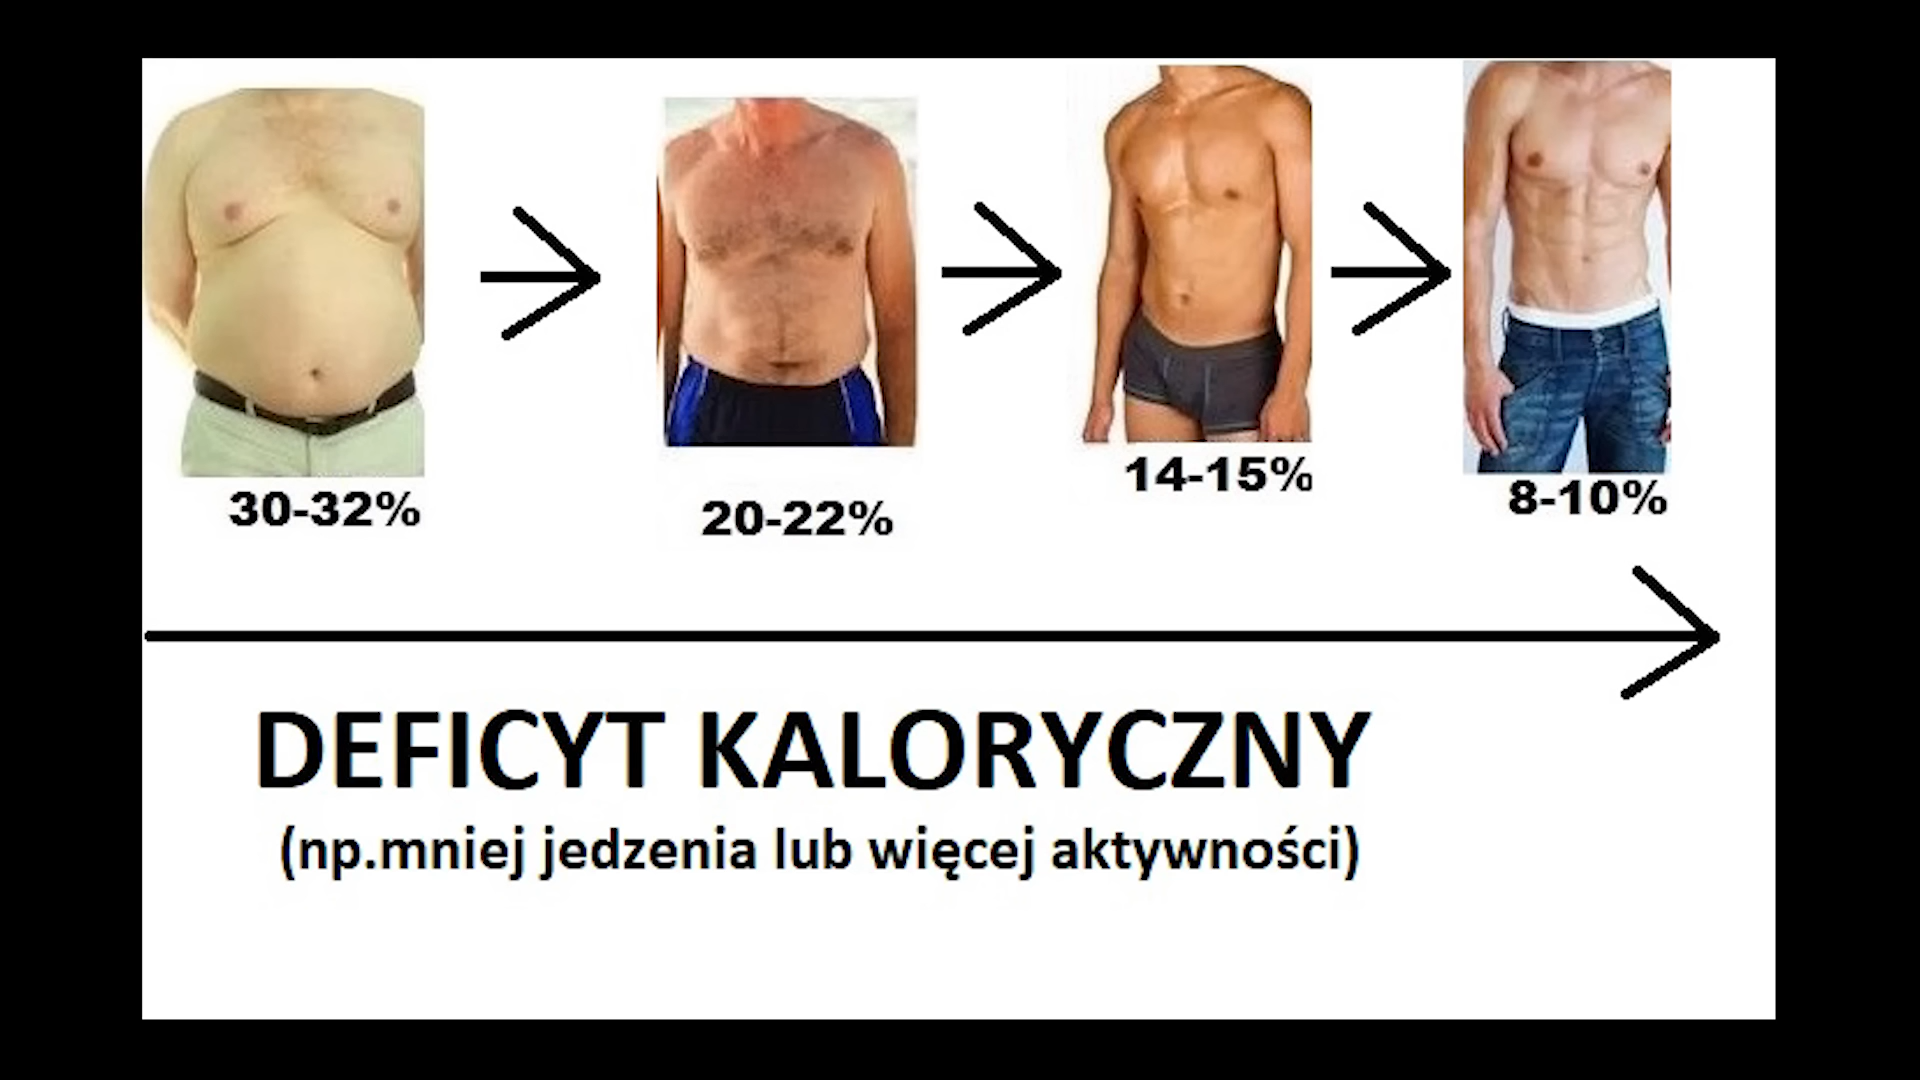 30-32%
20-22%
14-15%
8-10%
DEFICYT KALORYCZNY
(np.mniej jedzenia lub więcej aktywności)